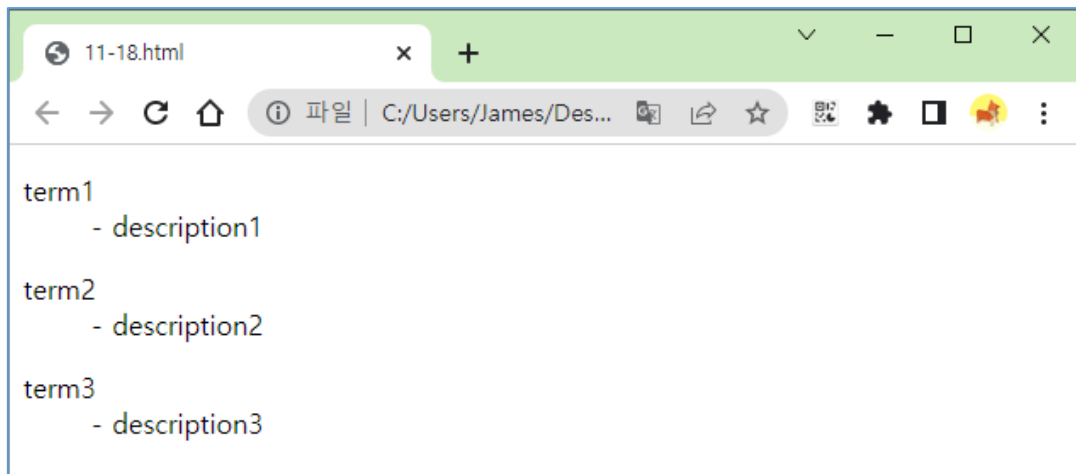 11-18.html
파일 C:/Users/James/Des...
term1
- description1
term2
- description2
term3
- description3